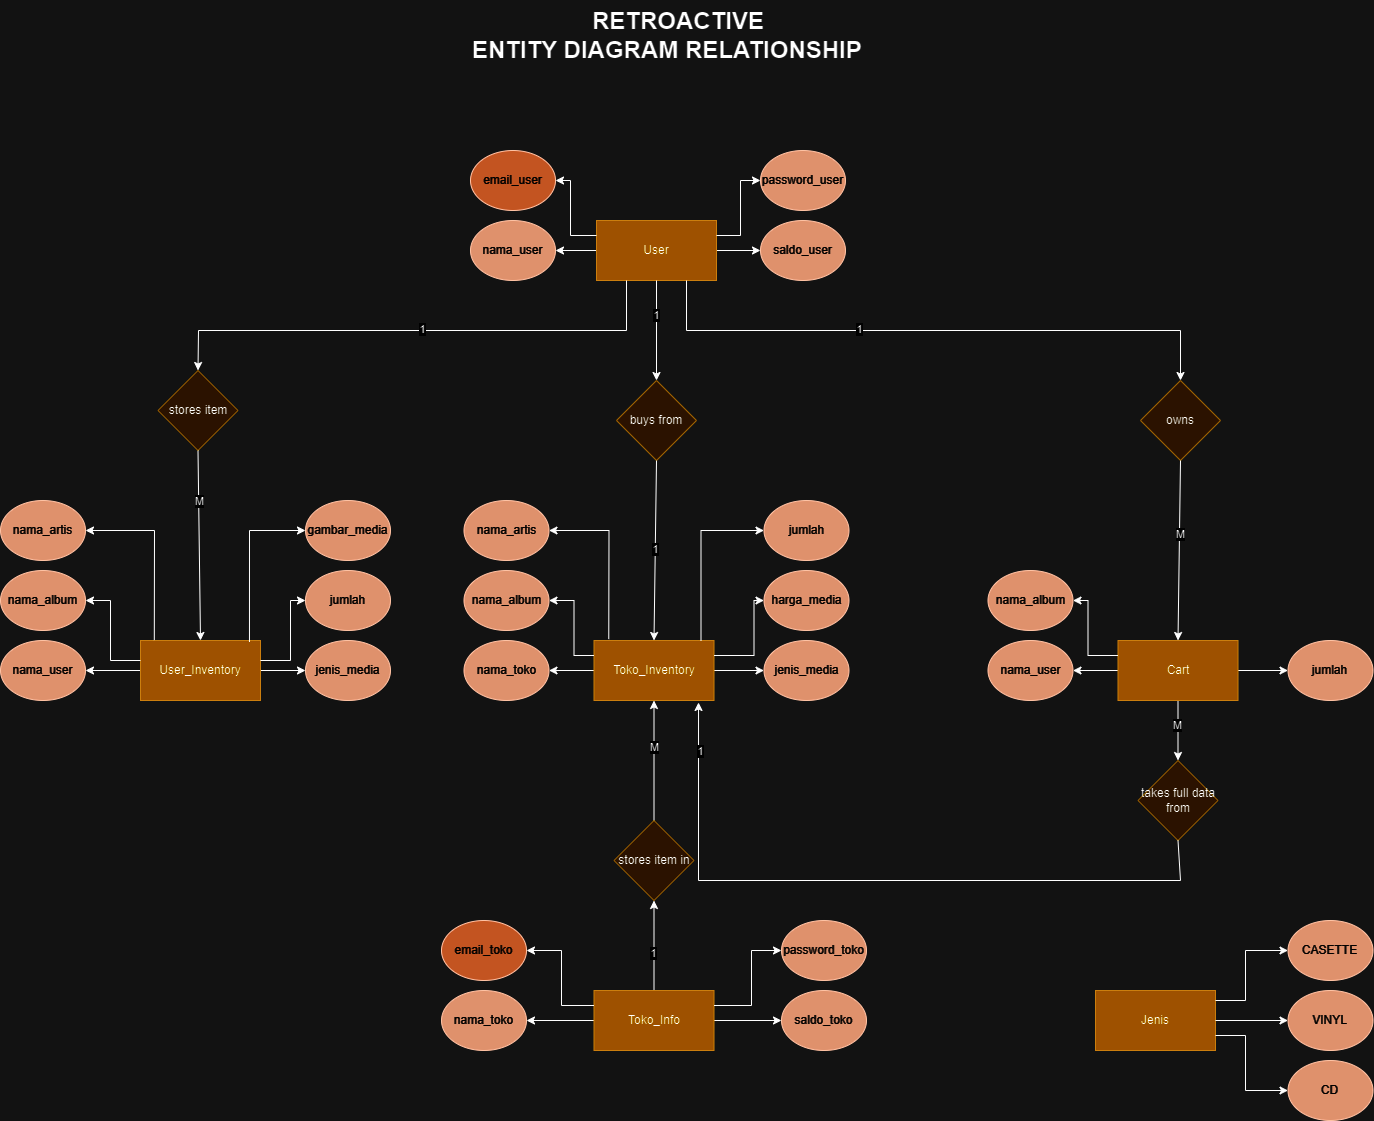 RETROACTIVE
ENTITY DIAGRAM RELATIONSHIP
email_user
password_user
nama_user
User
saldo_user
1
1
1
stores item
buys from
owns
M
1
M
nama_artis
gambar_media
nama_album
jumlah
nama_user
User_Inventory
jenis_media
nama_artis
jumlah
nama_album
harga_media
nama_toko
Toko_Inventory
jenis_media
nama_album
nama_user
Cart
jumlah
M
1
M
takes full data
from
stores item in
1
email_toko
password_toko
nama_toko
Toko_Info
saldo_toko
CASETTE
Jenis
VINYL
CD